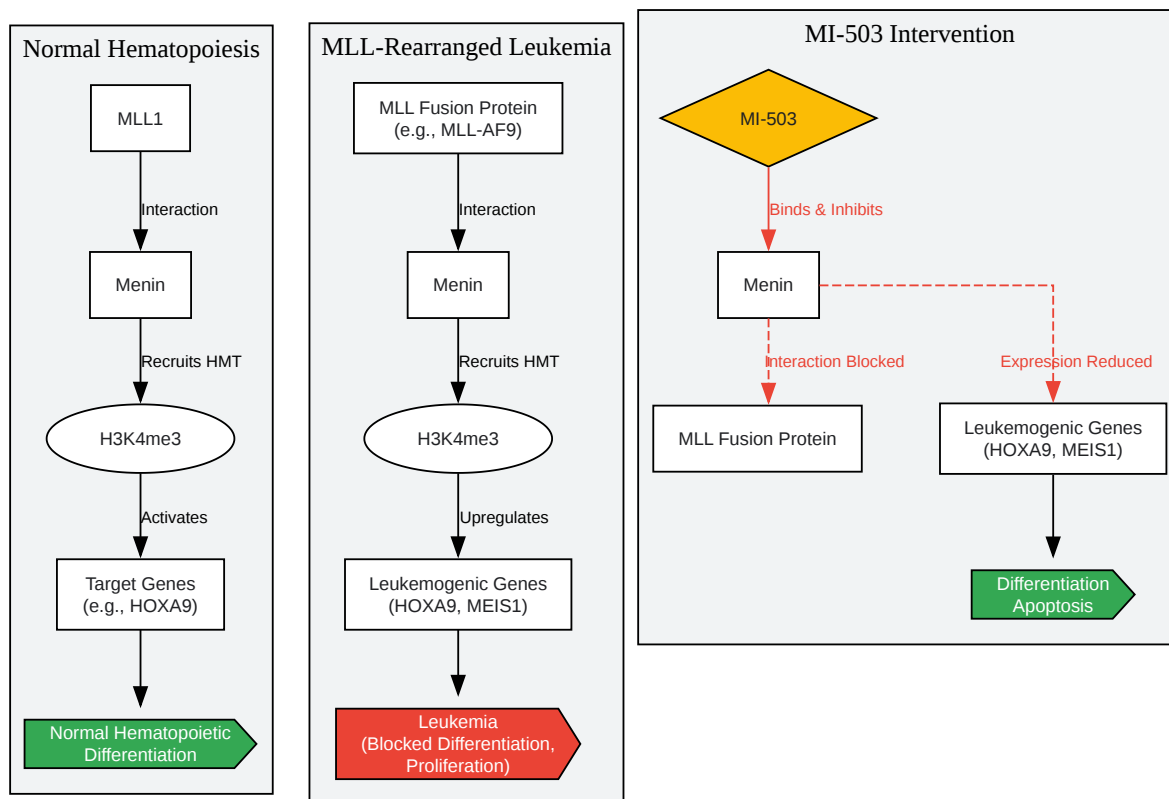 Normal Hematopoiesis
MLL1
Interaction
Menin
Recruits HMT
H3K4me3
Activates
Target Genes
(e.g., HOXA9)
Normal Hematopoietic
Differentiation
MLL-Rearranged Leukemia
MLL Fusion Protein
(e.g., MLL-AF9)
Interaction
Menin
Recruits HMT
H3K4me3
Upregulates
Leukemogenic Genes
(HOXA9, MEIS1)
Leukemia
(Blocked Differentiation,
Proliferation)
MI-503 Intervention
MI-503
Binds & Inhibits
Menin
Interaction Blocked
Expression Reduced
MLL Fusion Protein
Leukemogenic Genes
(HOXA9, MEIS1)
Differentiation
Apoptosis